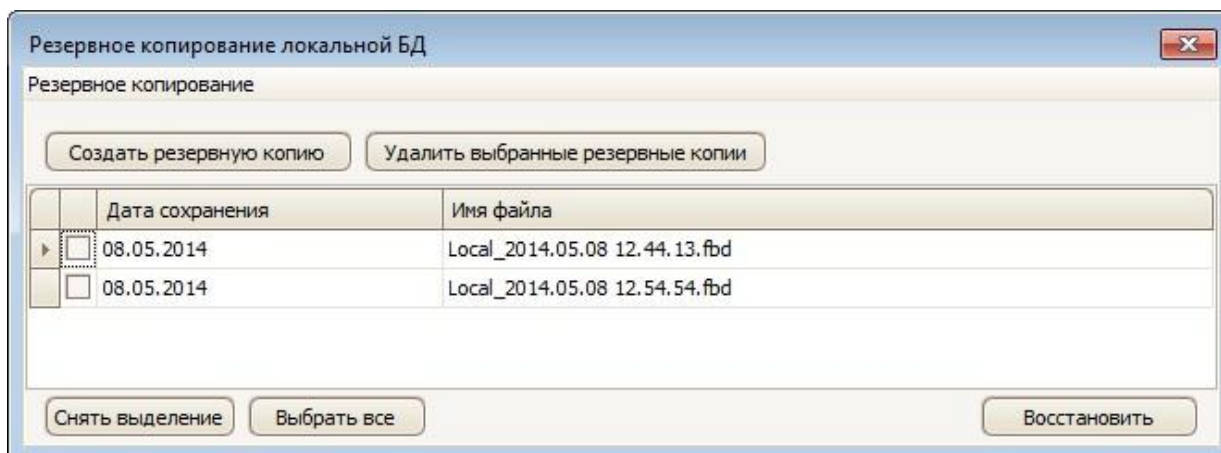 Резервное копирование локальной БД
Резервное копирование
Создать резервную копию Удалить выбранные резервные копии
Дата сохранения Имя файла
08.05.2014 Local_2014.05.08 12.44.13.fbd
08.05.2014 Local_2014.05.08 12.54.54.fbd
Снять выделение Выбрать все Восстановить